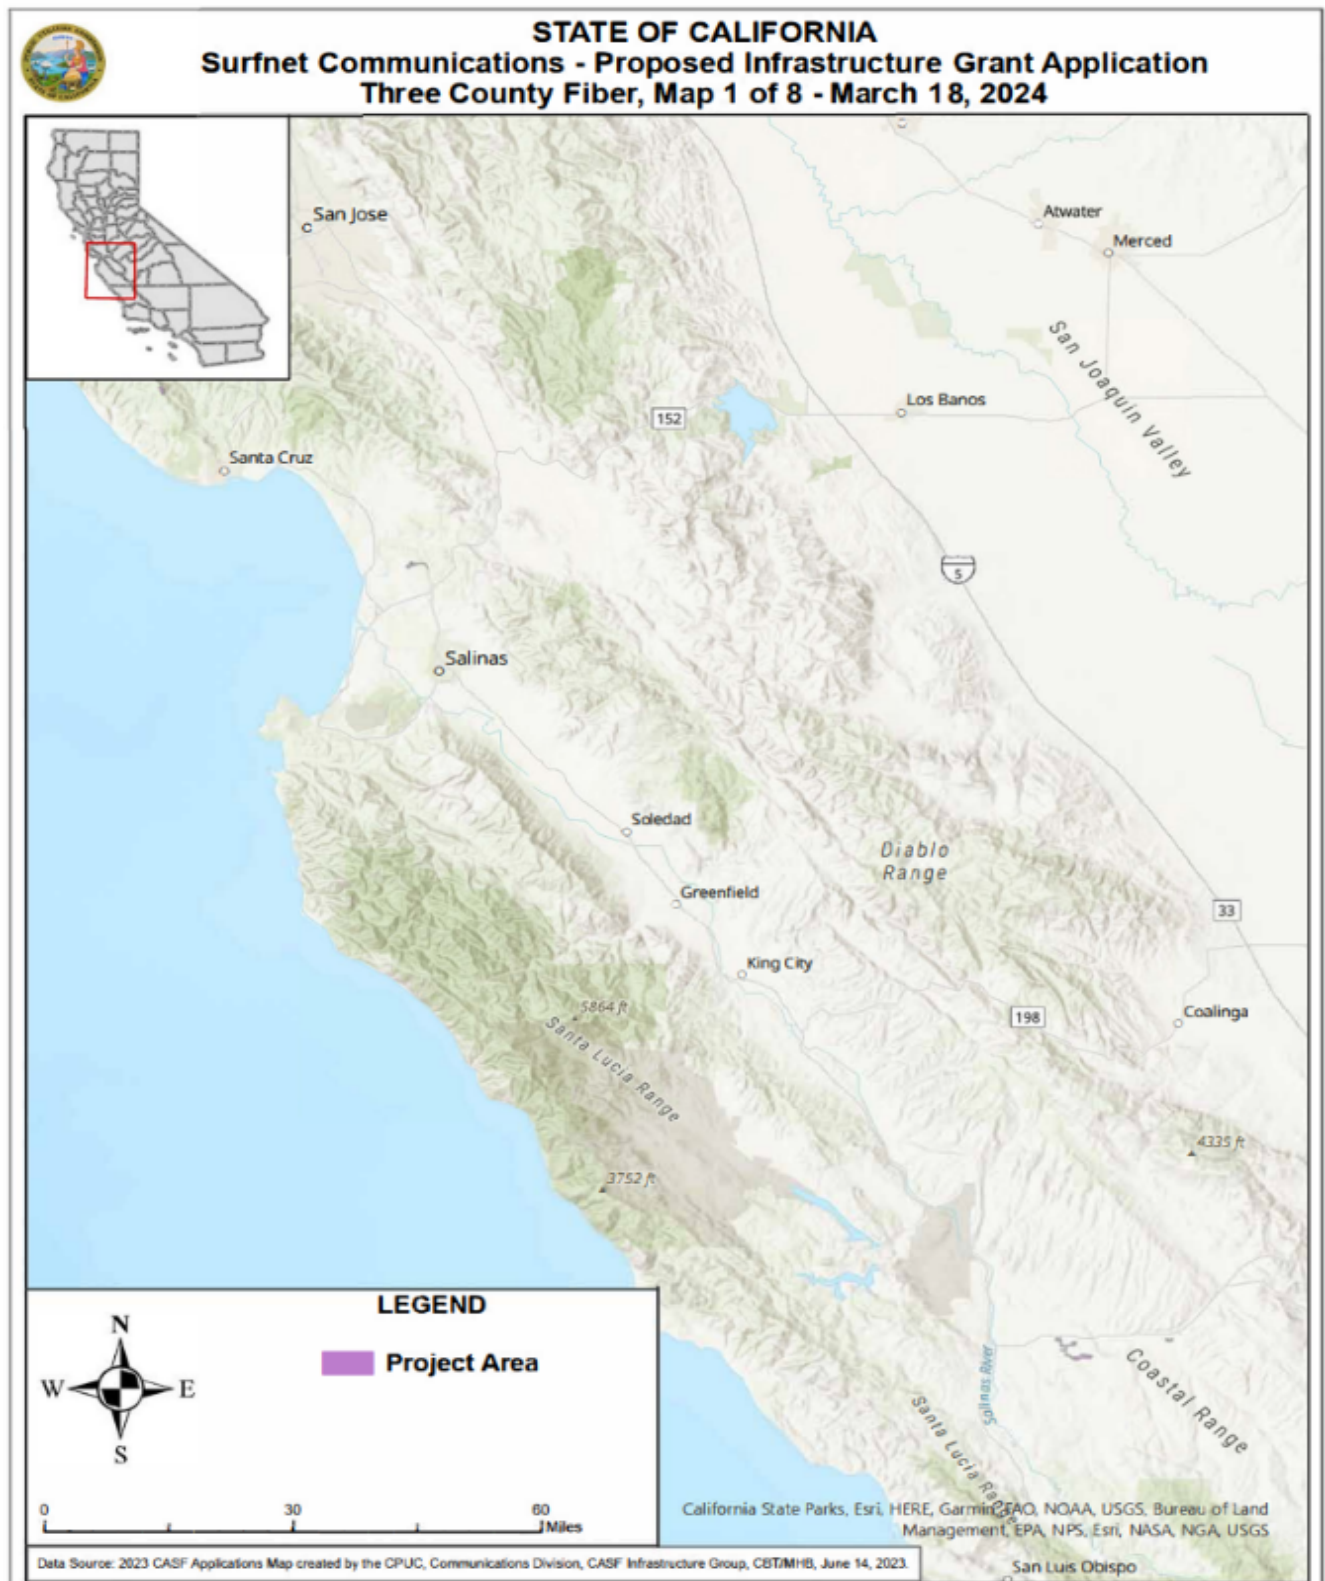 STATE OF CALIFORNIA
Surfnet Communications - Proposed Infrastructure Grant Application
Three County Fiber, Map 1 of 8 - March 18, 2024
San Jose
Atwater
Merced
San Joaquin Valley
Los Banos
152
Santa Cruz
5
Salinas
Soledad
Diablo
Range
Greenfield
33
King City
5864 ft
198
Coalinga
Santa Lucia Range
4335 ft
3752 ft
LEGEND
N
Project Area
W
E
S
Salinas River
Coastal Range
Santa Lucia Range
0
30
60
Miles
California State Parks, Esri, HERE, Garmin, FAO, NOAA, USGS, Bureau of Land
Management, EPA, NPS, Esri, NASA, NGA, USGS
Data Source: 2023 CASF Applications Map created by the CPUC, Communications Division, CASF Infrastructure Group, CBT/MHB, June 14, 2023.
San Luis Obispo